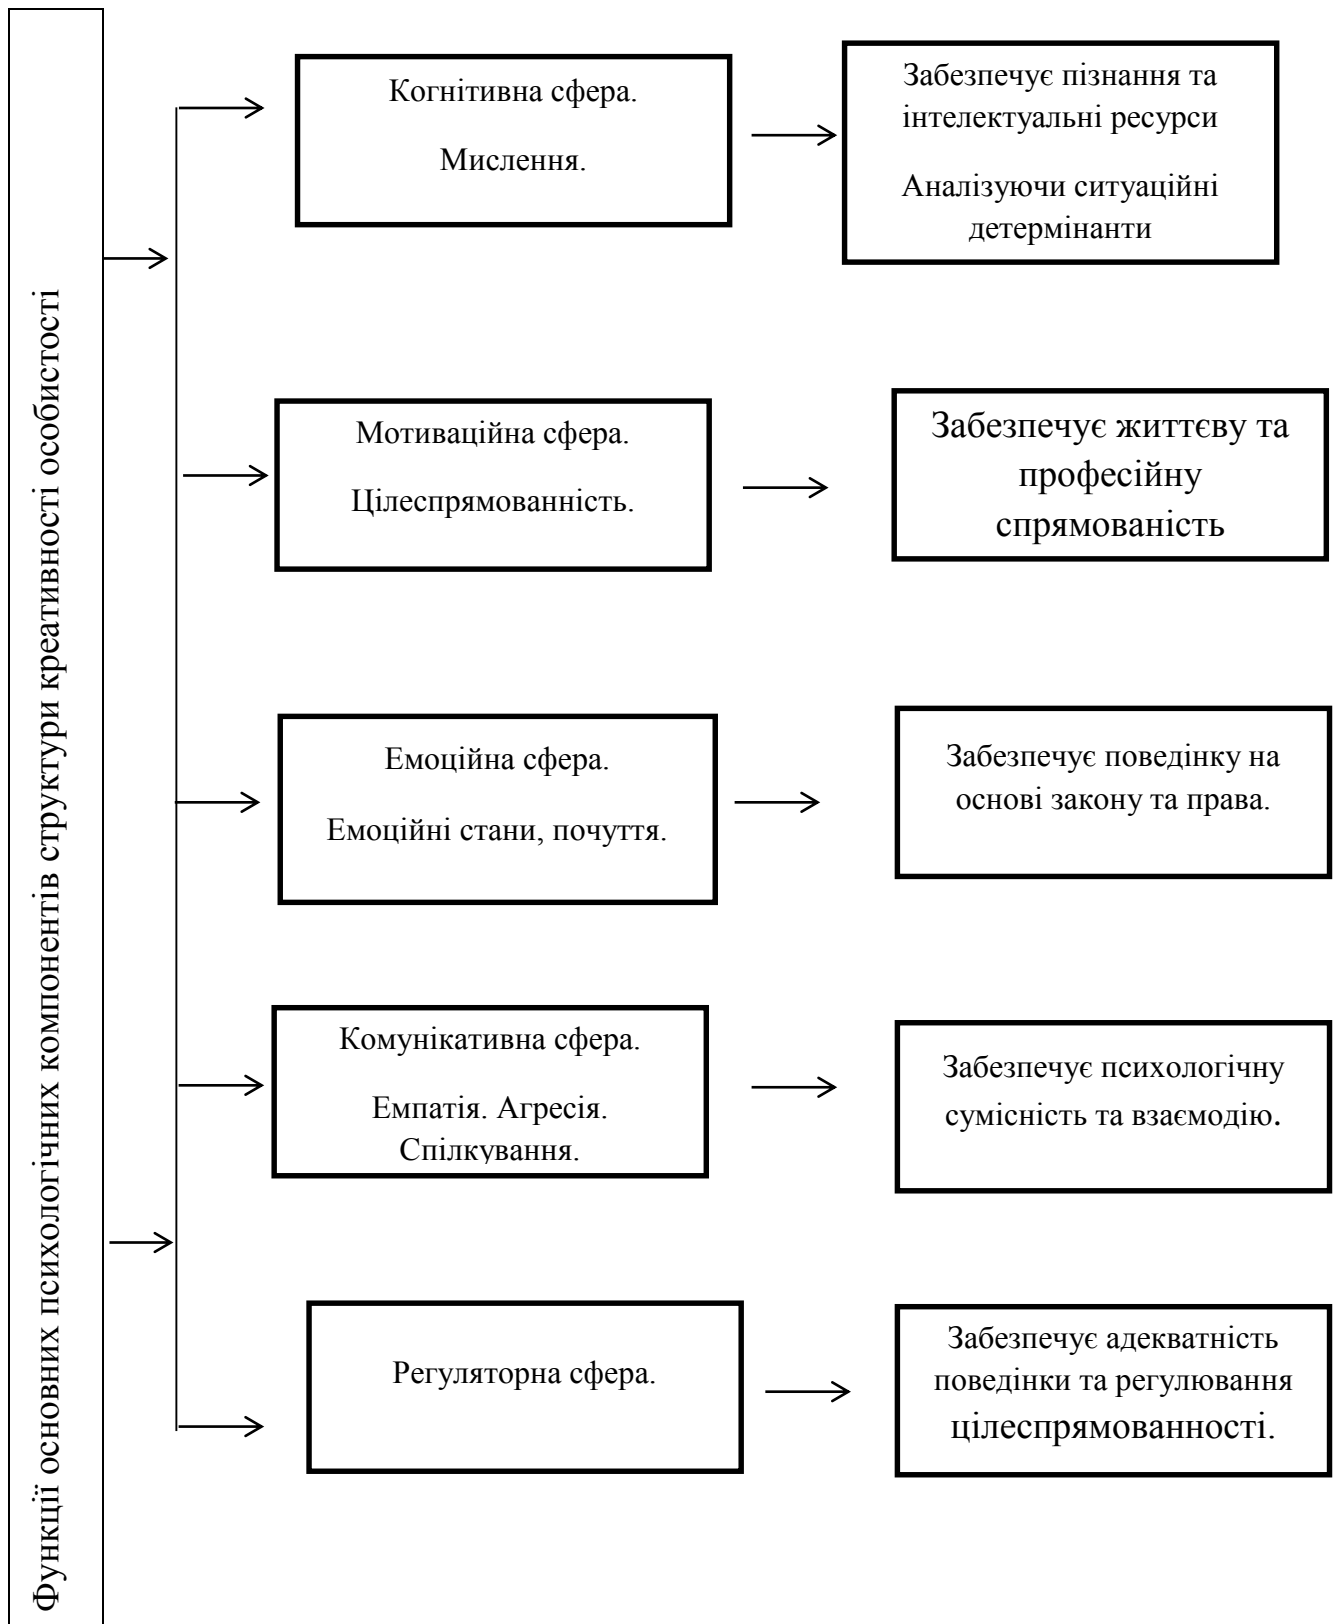 Функції основних психологічних компонентів структури креативності особистості
Когнітивна сфера.
Мислення.
Забезпечує пізнання та
інтелектуальні ресурси
Аналізуючи ситуаційні
детермінанти
Мотиваційна сфера.
Цілеспрямованність.
Забезпечує життєву та
професійну
спрямованість
Емоційна сфера.
Емоційні стани, почуття.
Забезпечує поведінку на
основі закону та права.
Комунікативна сфера.
Емпатія. Агресія.
Спілкування.
Забезпечує психологічну
сумісність та взаємодію.
Регуляторна сфера.
Забезпечує адекватність
поведінки та регулювання
цілеспрямованності.